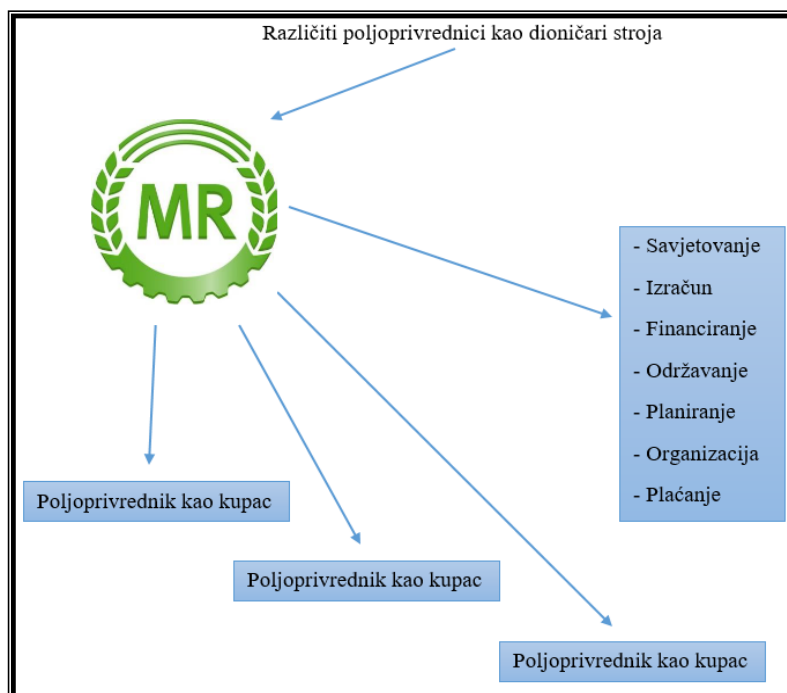 Različiti poljoprivrednici kao dioničari stroja
MR
- Savjetovanje
- Izračun
- Financiranje
- Održavanje
- Planiranje
- Organizacija
- Plaćanje
Poljoprivrednik kao kupac
Poljoprivrednik kao kupac
Poljoprivrednik kao kupac